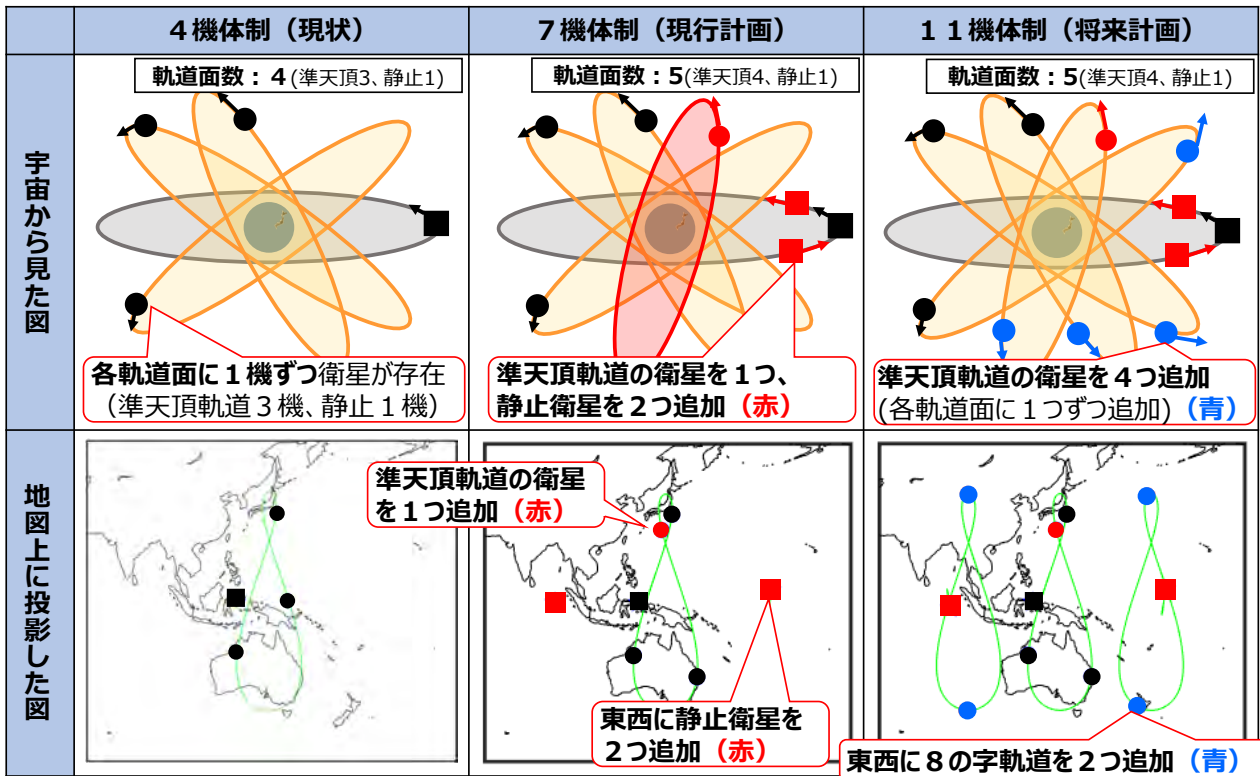 ４機体制（現状）
７機体制（現行計画）
１１機体制（将来計画）
宇宙から見た図
軌道面数：４(準天頂3、静止1)
各軌道面に１機ずつ衛星が存在
（準天頂軌道３機、静止１機）
軌道面数：5(準天頂4、静止1)
準天頂軌道の衛星を１つ、
静止衛星を２つ追加（赤）
軌道面数：5(準天頂4、静止1)
準天頂軌道の衛星を４つ追加
(各軌道面に１つずつ追加)（青）
地図上に投影した図
準天頂軌道の衛星
を1つ追加（赤）
東西に静止衛星を
２つ追加（赤）
東西に８の字軌道を２つ追加（青）